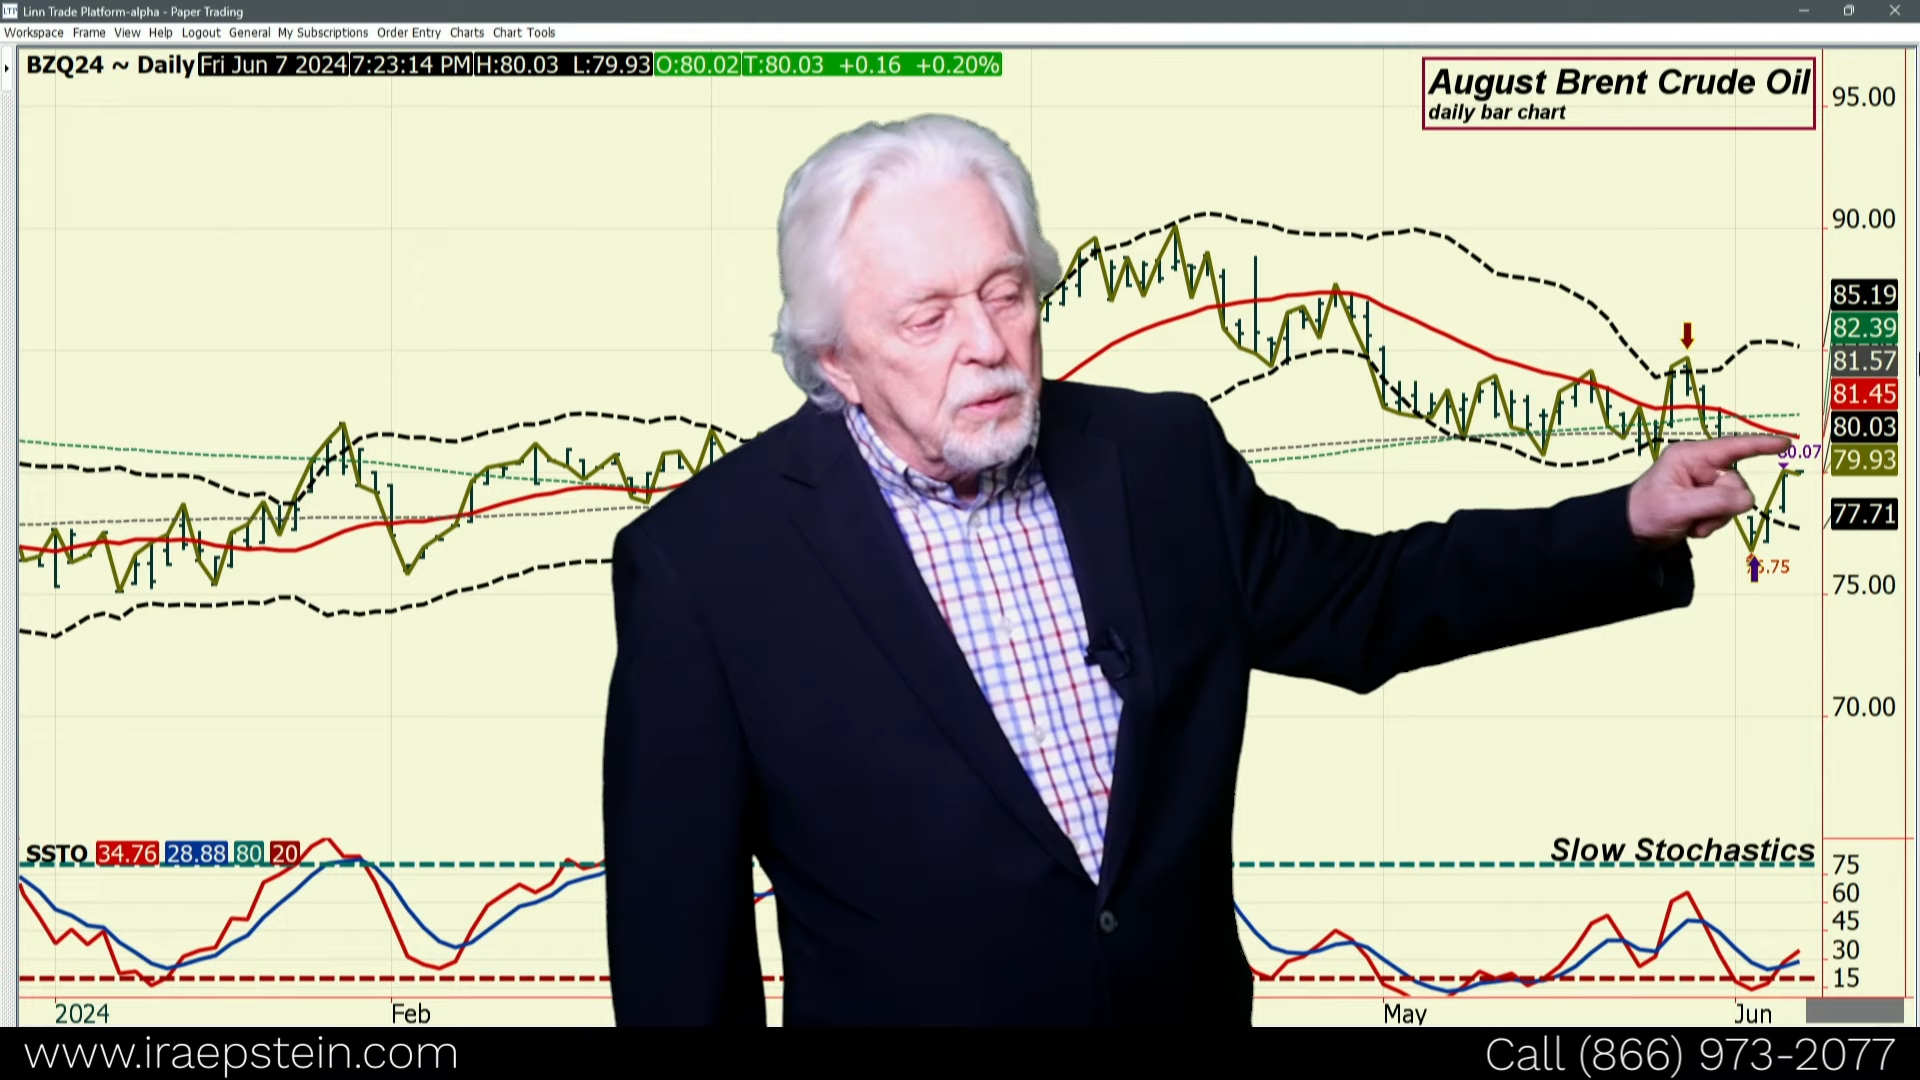 LTP Linn Trade Platform-alpha - Paper Trading
Workspace Frame View Help Logout General My Subscriptions Order Entry Charts Chart Tools
BZQ24 ~ Daily Fri Jun 7 2024 7:23:14 PM H:80.03 L:79.93 O:80.02 T:80.03 +0.16 +0.20%
August Brent Crude Oil
daily bar chart
95.00
90.00
85.19
82.39
81.57
81.45
80.03
79.93
77.71
75.00
70.00
SSTO 34.76 28.88 80 20
Slow Stochastics
75
60
45
30
15
2024 Feb May Jun
www.iraepstein.com
Call (866) 973-2077